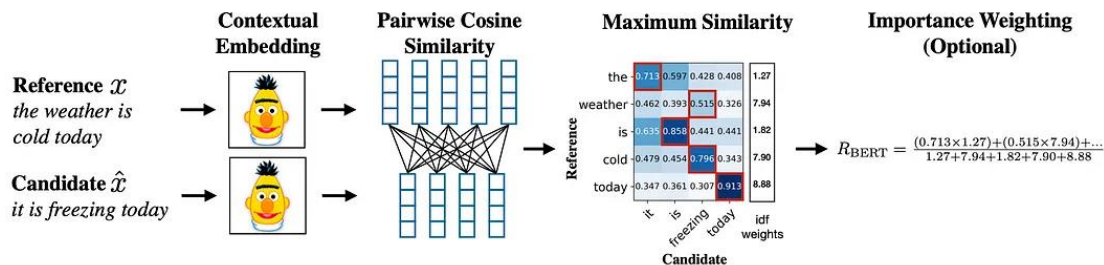 Contextual
Embedding
Pairwise Cosine
Similarity
Maximum Similarity
Importance Weighting
(Optional)
Reference x
the weather is
cold today
Candidate x̂
it is freezing today
Reference
the 0.713 0.597 0.428 0.408 1.27
weather 0.462 0.393 0.515 0.326 7.94
is 0.635 0.858 0.441 0.441 1.82
cold 0.479 0.454 0.796 0.343 7.90
today 0.347 0.361 0.307 0.913 8.88
it is freezing today
idf
weights
Candidate
R_BERT = (0.713×1.27)+(0.515×7.94)+... / 1.27+7.94+1.82+7.90+8.88